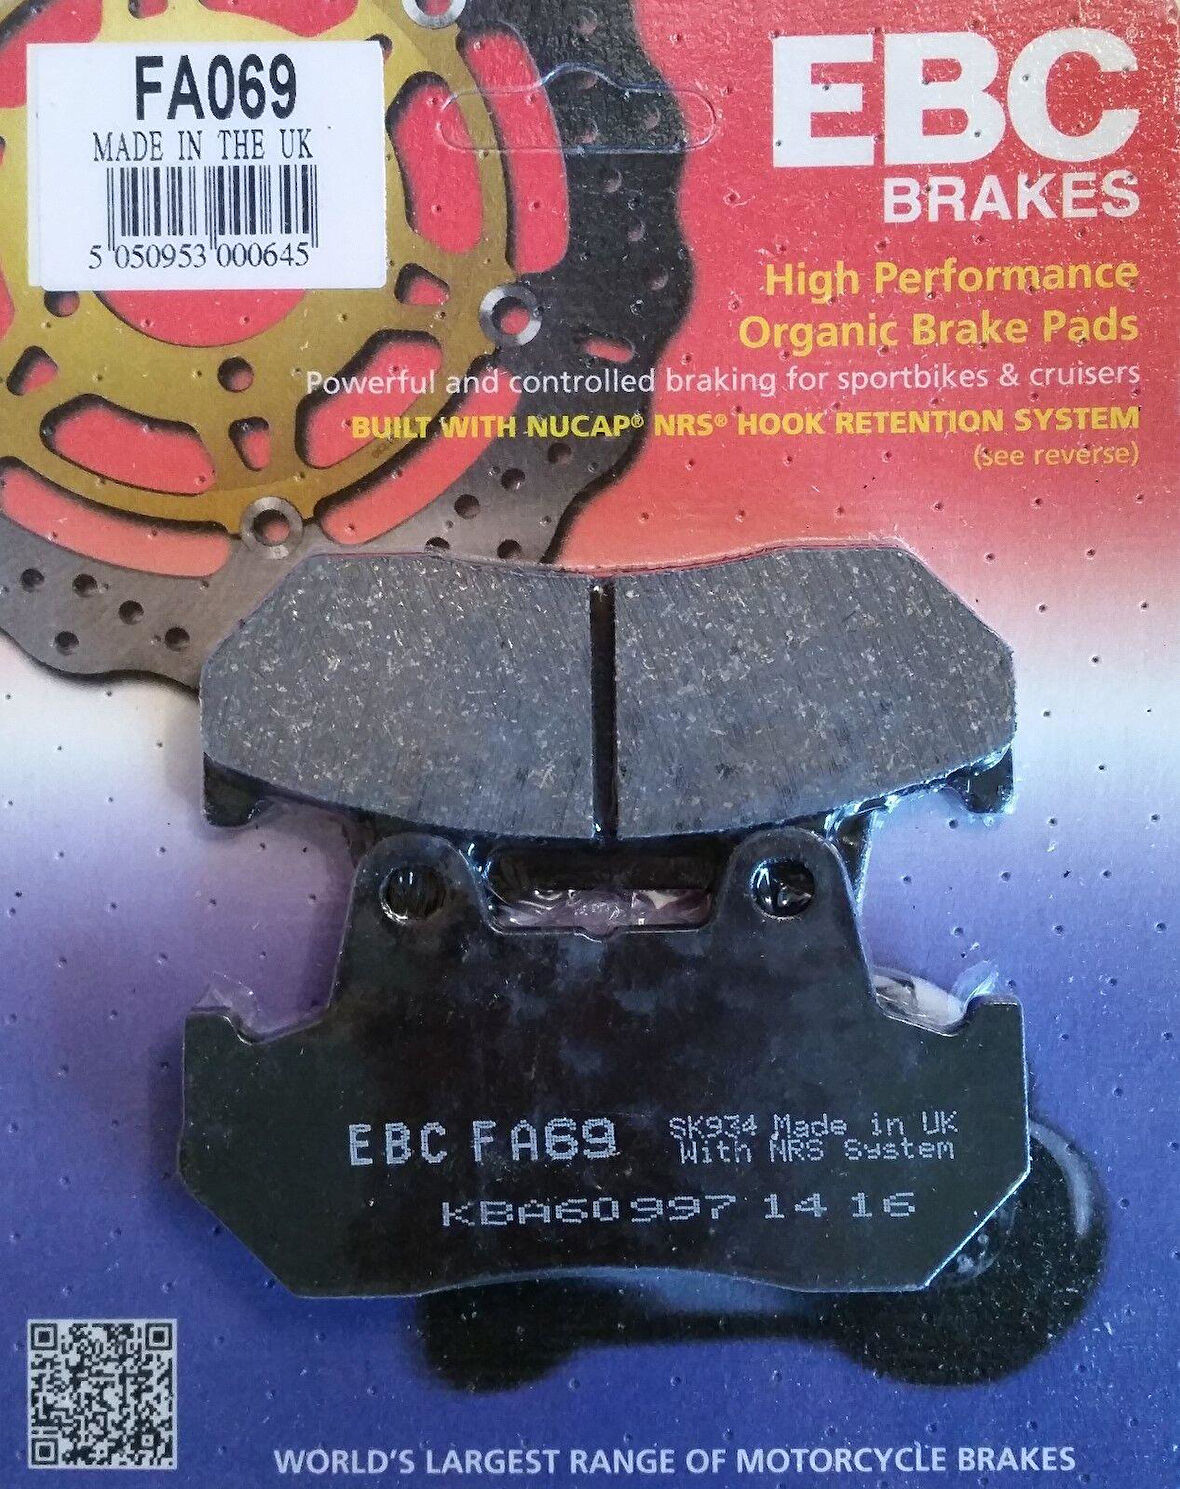 FA069
MADE IN THE UK
5 050953 000645
EBC
BRAKES
High Performance
Organic Brake Pads
Powerful and controlled braking for sportbikes & cruisers
BUILT WITH NUCAP® NRS® HOOK RETENTION SYSTEM
(see reverse)
EBC FA69
SK934 Made in UK
With NRS System
KBA60997 14 16
WORLD'S LARGEST RANGE OF MOTORCYCLE BRAKES